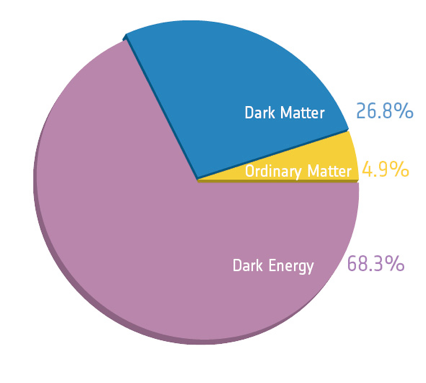 Dark Matter 26.8%
Ordinary Matter 4.9%
Dark Energy 68.3%